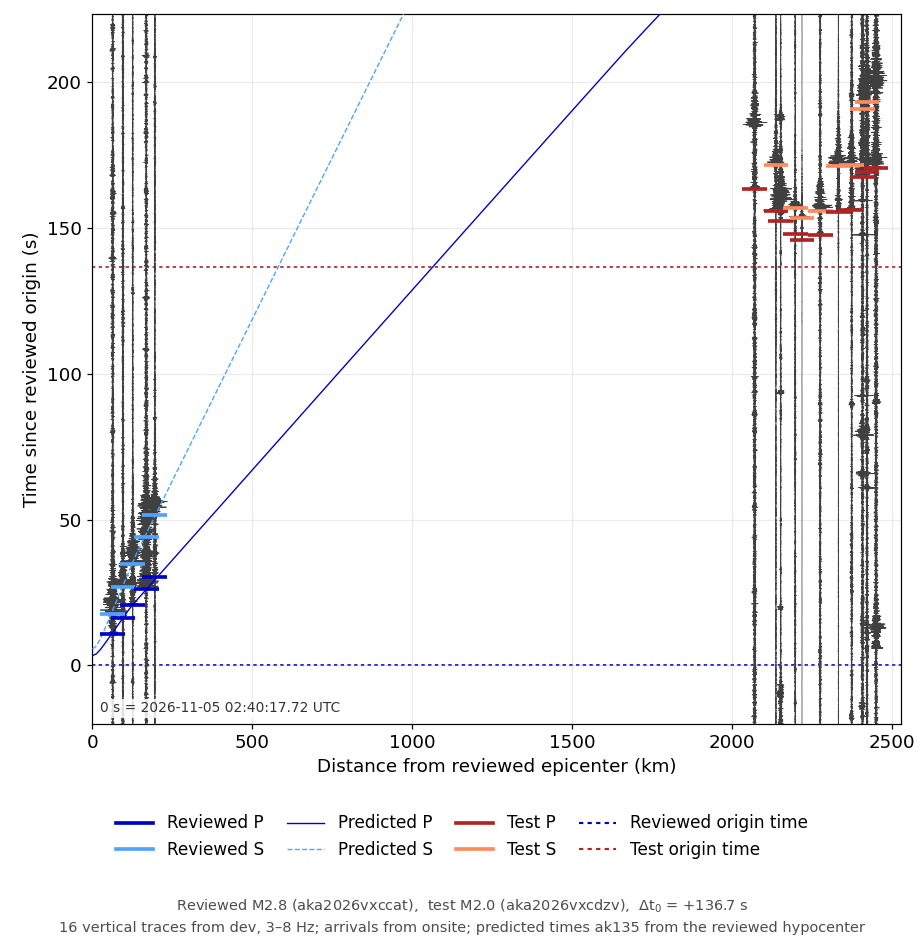 200
150
100
50
0
Time since reviewed origin (s)
0 s = 2026-11-05 02:40:17.72 UTC
0 500 1000 1500 2000 2500
Distance from reviewed epicenter (km)
Reviewed P Predicted P Test P Reviewed origin time
Reviewed S Predicted S Test S Test origin time
Reviewed M2.8 (aka2026vxccat), test M2.0 (aka2026vxcdzv), Δt₀ = +136.7 s
16 vertical traces from dev, 3–8 Hz; arrivals from onsite; predicted times ak135 from the reviewed hypocenter